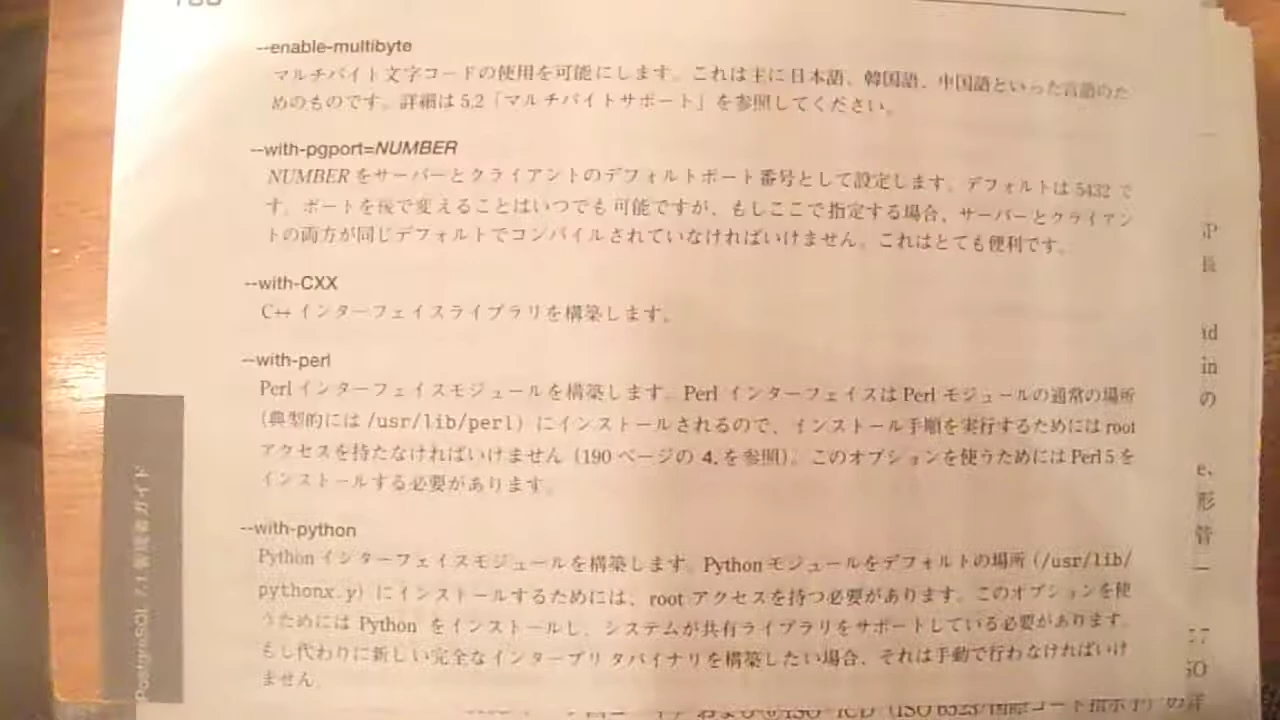 --enable-multibyte
マルチバイト文字コードの使用を可能にします。これは主に日本語、韓国語、中国語といった言語のた
めのものです。詳細は 5.2「マルチバイトサポート」を参照してください。
--with-pgport=NUMBER
NUMBER をサーバーとクライアントのデフォルトポート番号として設定します。デフォルトは 5432 で
す。ポートを後で変えることはいつでも可能ですが、もしここで指定する場合、サーバーとクライアン
トの両方が同じデフォルトでコンパイルされていなければいけません。これはとても便利です。
--with-CXX
C++ インターフェイスライブラリを構築します。
--with-perl
Perl インターフェイスモジュールを構築します。Perl インターフェイスは Perl モジュールの通常の場所
(典型的には /usr/lib/perl) にインストールされるので、インストール手順を実行するためには root
アクセスを持たなければいけません (190 ページの 4. を参照)。このオプションを使うためには Perl 5 を
インストールする必要があります。
--with-python
Python インターフェイスモジュールを構築します。Python モジュールをデフォルトの場所 (/usr/lib/
pythonx.y) にインストールするためには、root アクセスを持つ必要があります。このオプションを使
うためには Python をインストールし、システムが共有ライブラリをサポートしている必要があります。
もし代わりに新しい完全なインタープリタバイナリを構築したい場合、それは手動で行わなければいけ
ません。
PostgreSQL 7.1 管理者ガイド
iP
長
id
in
の
e、
形
管